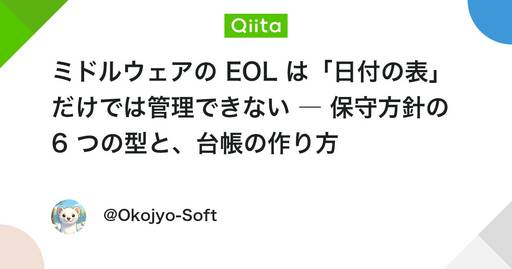 Qiita
ミドルウェアの EOL は「日付の表」
だけでは管理できない ― 保守方針の
6 つの型と、台帳の作り方
@Okojyo-Soft